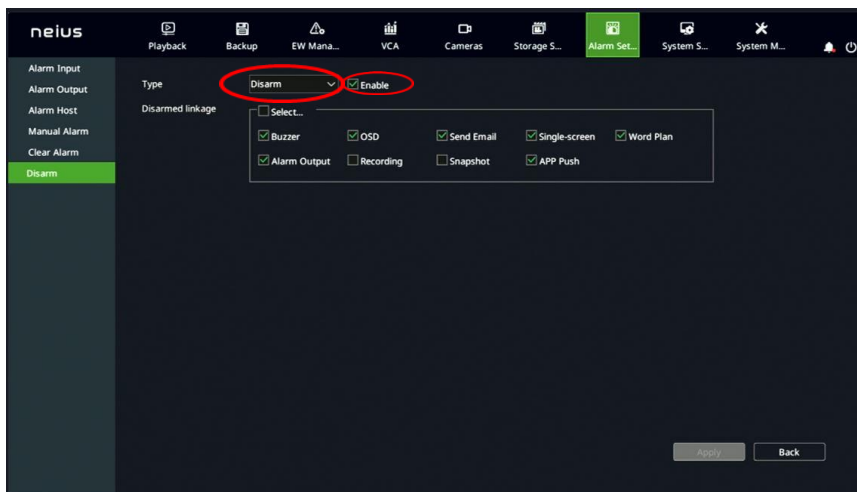 neius
Playback
Backup
EW Mana...
VCA
Cameras
Storage S...
Alarm Set...
System S...
System M...
Alarm Input
Alarm Output
Alarm Host
Manual Alarm
Clear Alarm
Disarm
Type
Disarm
Enable
Disarmed linkage
Select...
Buzzer
OSD
Send Email
Single-screen
Word Plan
Alarm Output
Recording
Snapshot
APP Push
Apply
Back